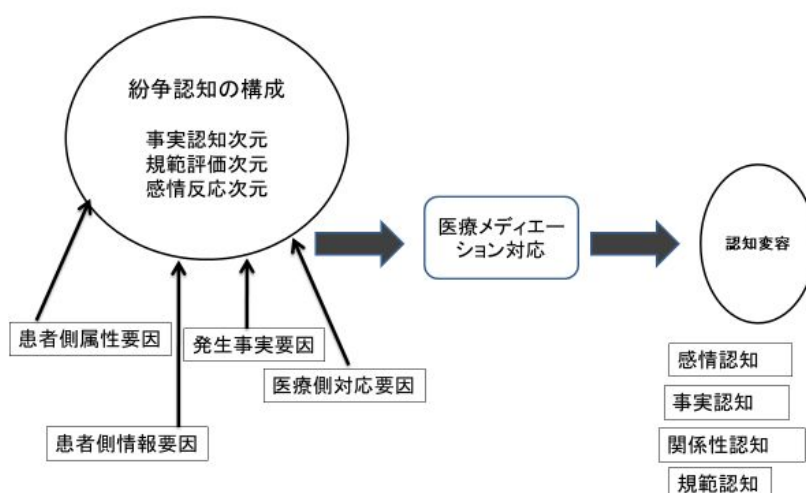 紛争認知の構成
事実認知次元
規範評価次元
感情反応次元
医療メディエー
ション対応
認知変容
患者側属性要因
発生事実要因
医療側対応要因
患者側情報要因
感情認知
事実認知
関係性認知
規範認知